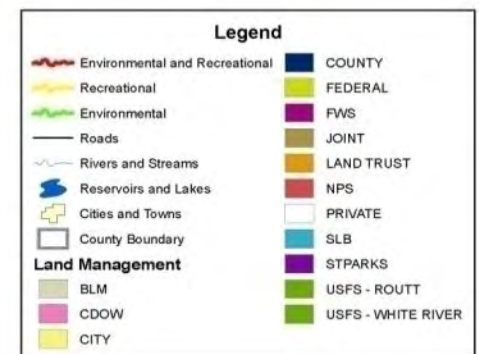 Legend
Environmental and Recreational
Recreational
Environmental
Roads
Rivers and Streams
Reservoirs and Lakes
Cities and Towns
County Boundary
Land Management
BLM
CDOW
CITY
COUNTY
FEDERAL
FWS
JOINT
LAND TRUST
NPS
PRIVATE
SLB
STPARKS
USFS - ROUTT
USFS - WHITE RIVER